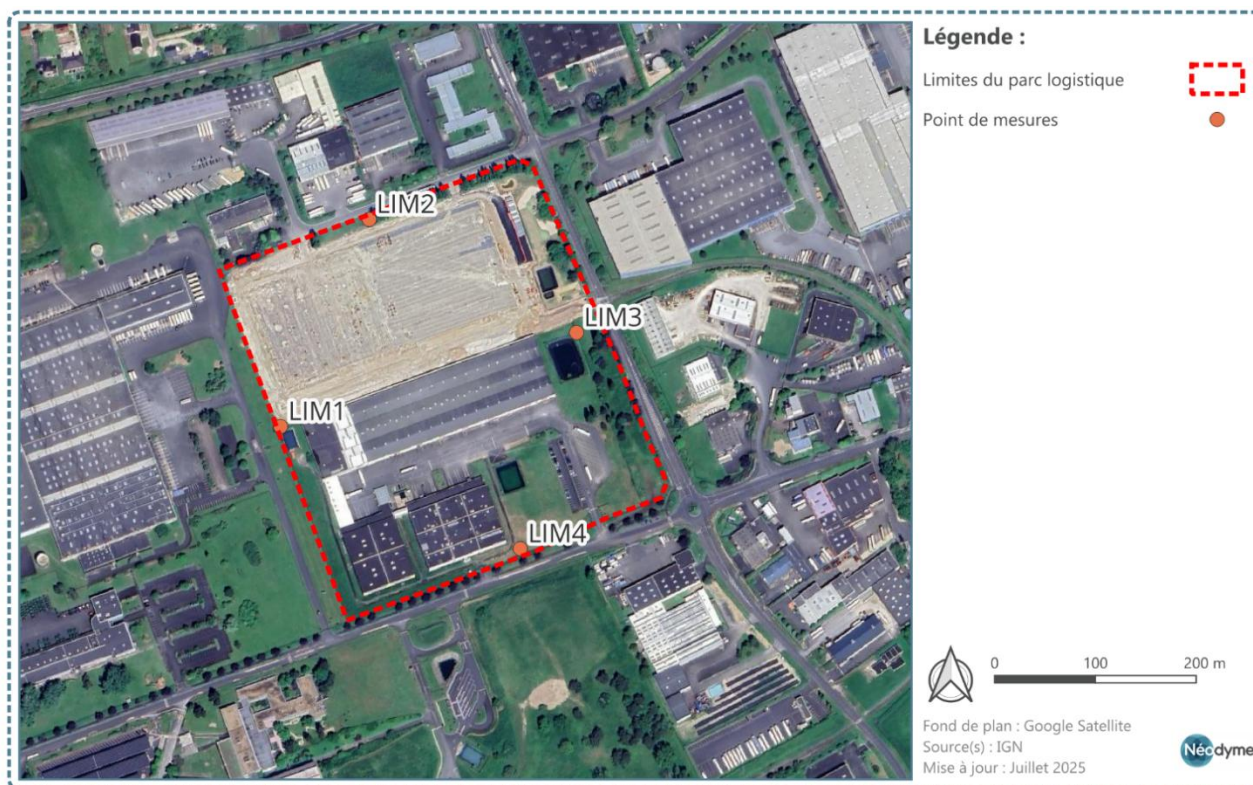 Légende :
Limites du parc logistique
Point de mesures
LIM2
LIM3
LIM1
LIM4
0 100 200 m
Fond de plan : Google Satellite
Source(s) : IGN
Mise à jour : Juillet 2025
Néodyme